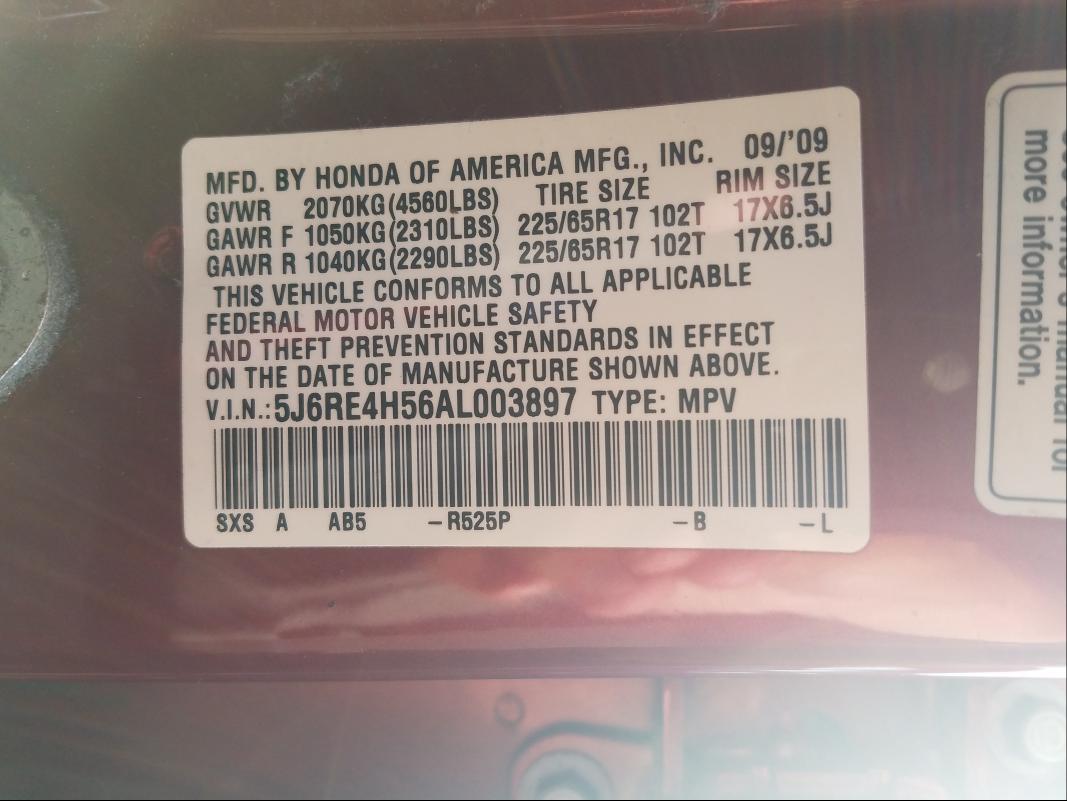 MFD. BY HONDA OF AMERICA MFG., INC. 09/'09
GVWR 2070KG(4560LBS) TIRE SIZE RIM SIZE
GAWR F 1050KG(2310LBS) 225/65R17 102T 17X6.5J
GAWR R 1040KG(2290LBS) 225/65R17 102T 17X6.5J
THIS VEHICLE CONFORMS TO ALL APPLICABLE
FEDERAL MOTOR VEHICLE SAFETY
AND THEFT PREVENTION STANDARDS IN EFFECT
ON THE DATE OF MANUFACTURE SHOWN ABOVE.
V.I.N.:5J6RE4H56AL003897 TYPE: MPV
SXS A AB5 -R525P -B -L
manual for
more information.